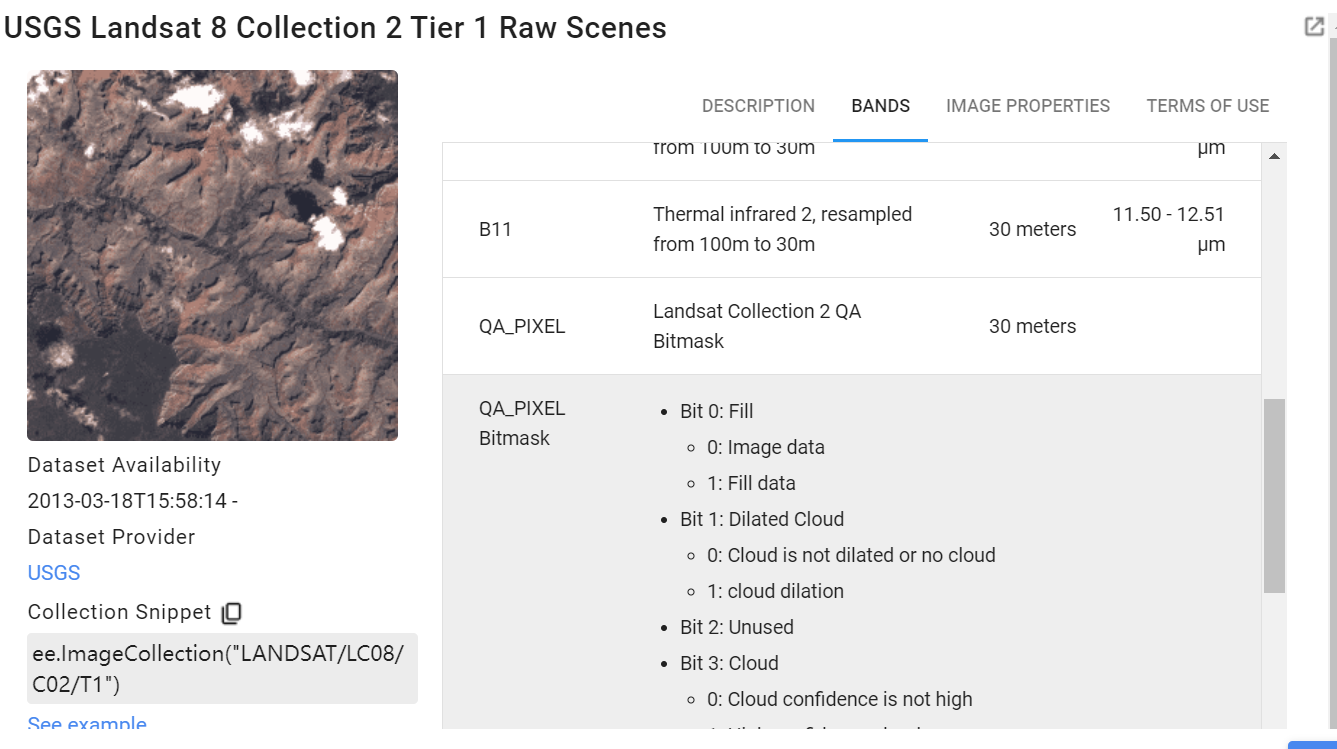 USGS Landsat 8 Collection 2 Tier 1 Raw Scenes
DESCRIPTION
BANDS
IMAGE PROPERTIES
TERMS OF USE
from 100m to 30m
µm
B11
Thermal infrared 2, resampled
from 100m to 30m
30 meters
11.50 - 12.51
µm
QA_PIXEL
Landsat Collection 2 QA
Bitmask
30 meters
QA_PIXEL
Bitmask
Bit 0: Fill
0: Image data
1: Fill data
Bit 1: Dilated Cloud
0: Cloud is not dilated or no cloud
1: cloud dilation
Bit 2: Unused
Bit 3: Cloud
0: Cloud confidence is not high
Dataset Availability
2013-03-18T15:58:14 -
Dataset Provider
USGS
Collection Snippet
ee.ImageCollection("LANDSAT/LC08/
C02/T1")
See example